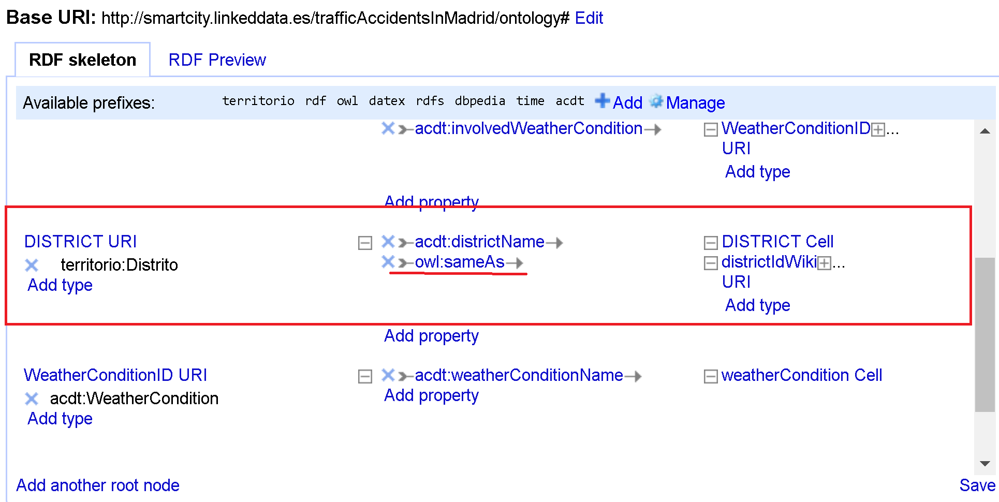 Base URI: http://smartcity.linkeddata.es/trafficAccidentsInMadrid/ontology# Edit
RDF skeleton RDF Preview
Available prefixes: territorio rdf owl datex rdfs dbpedia time acdt Add Manage
acdt:involvedWeatherCondition WeatherConditionID...
URI
Add type
Add property
DISTRICT URI acdt:districtName DISTRICT Cell
territorio:Distrito owl:sameAs districtIdWiki...
Add type URI
Add type
Add property
WeatherConditionID URI acdt:weatherConditionName weatherCondition Cell
acdt:WeatherCondition Add property
Add type
Add another root node Save